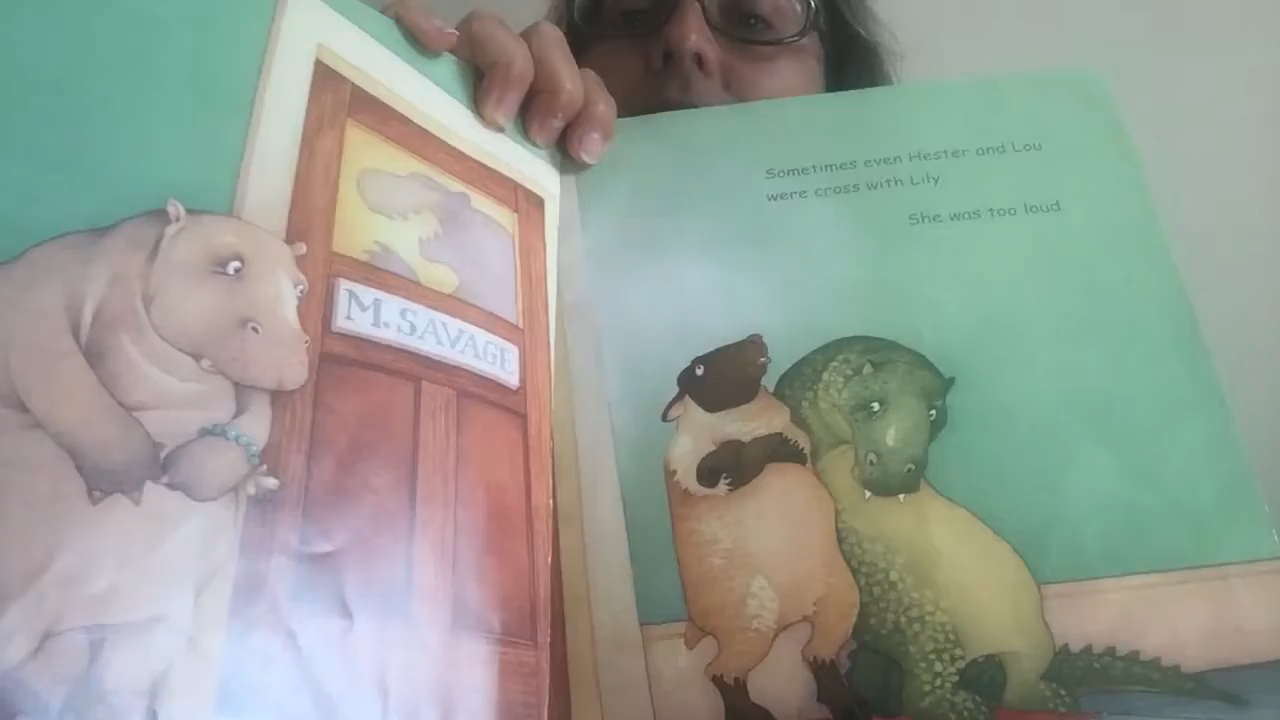 M. SAVAGE
Sometimes even Hester and Lou
were cross with Lily
She was too loud